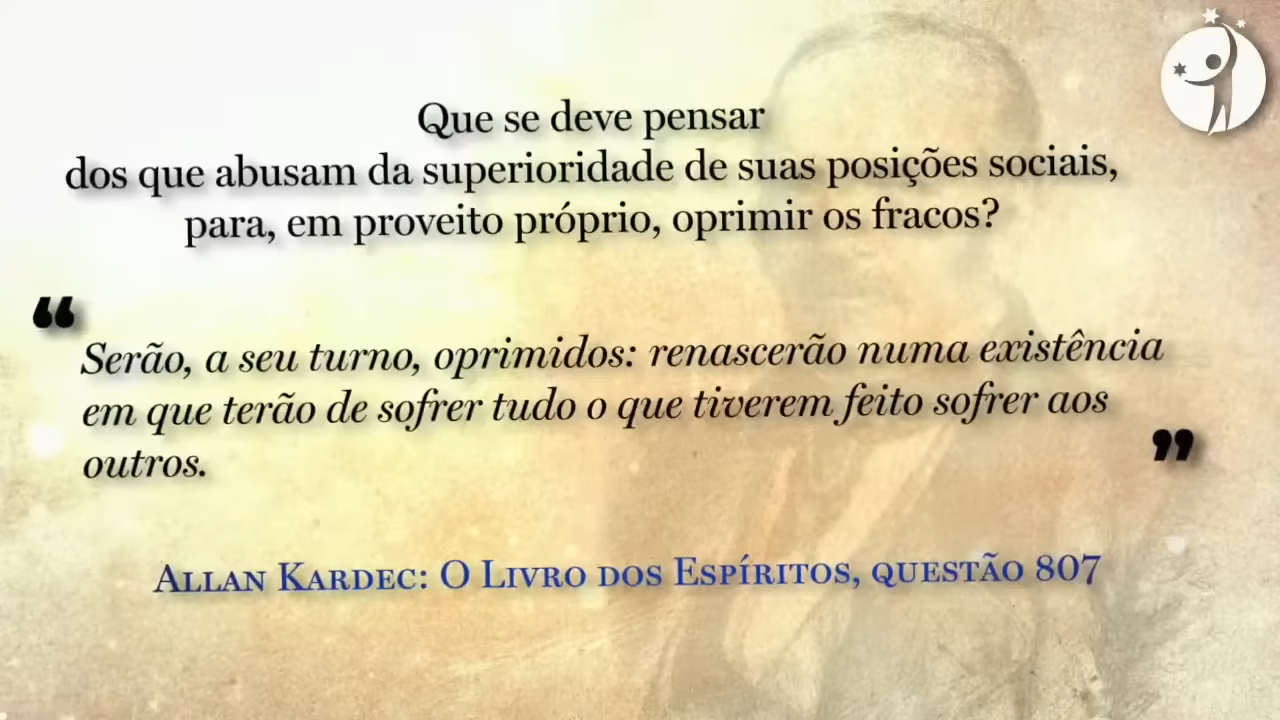 Que se deve pensar
dos que abusam da superioridade de suas posições sociais,
para, em proveito próprio, oprimir os fracos?
“
Serão, a seu turno, oprimidos: renascerão numa existência
em que terão de sofrer tudo o que tiverem feito sofrer aos
outros.
”
Allan Kardec: O Livro dos Espíritos, questão 807